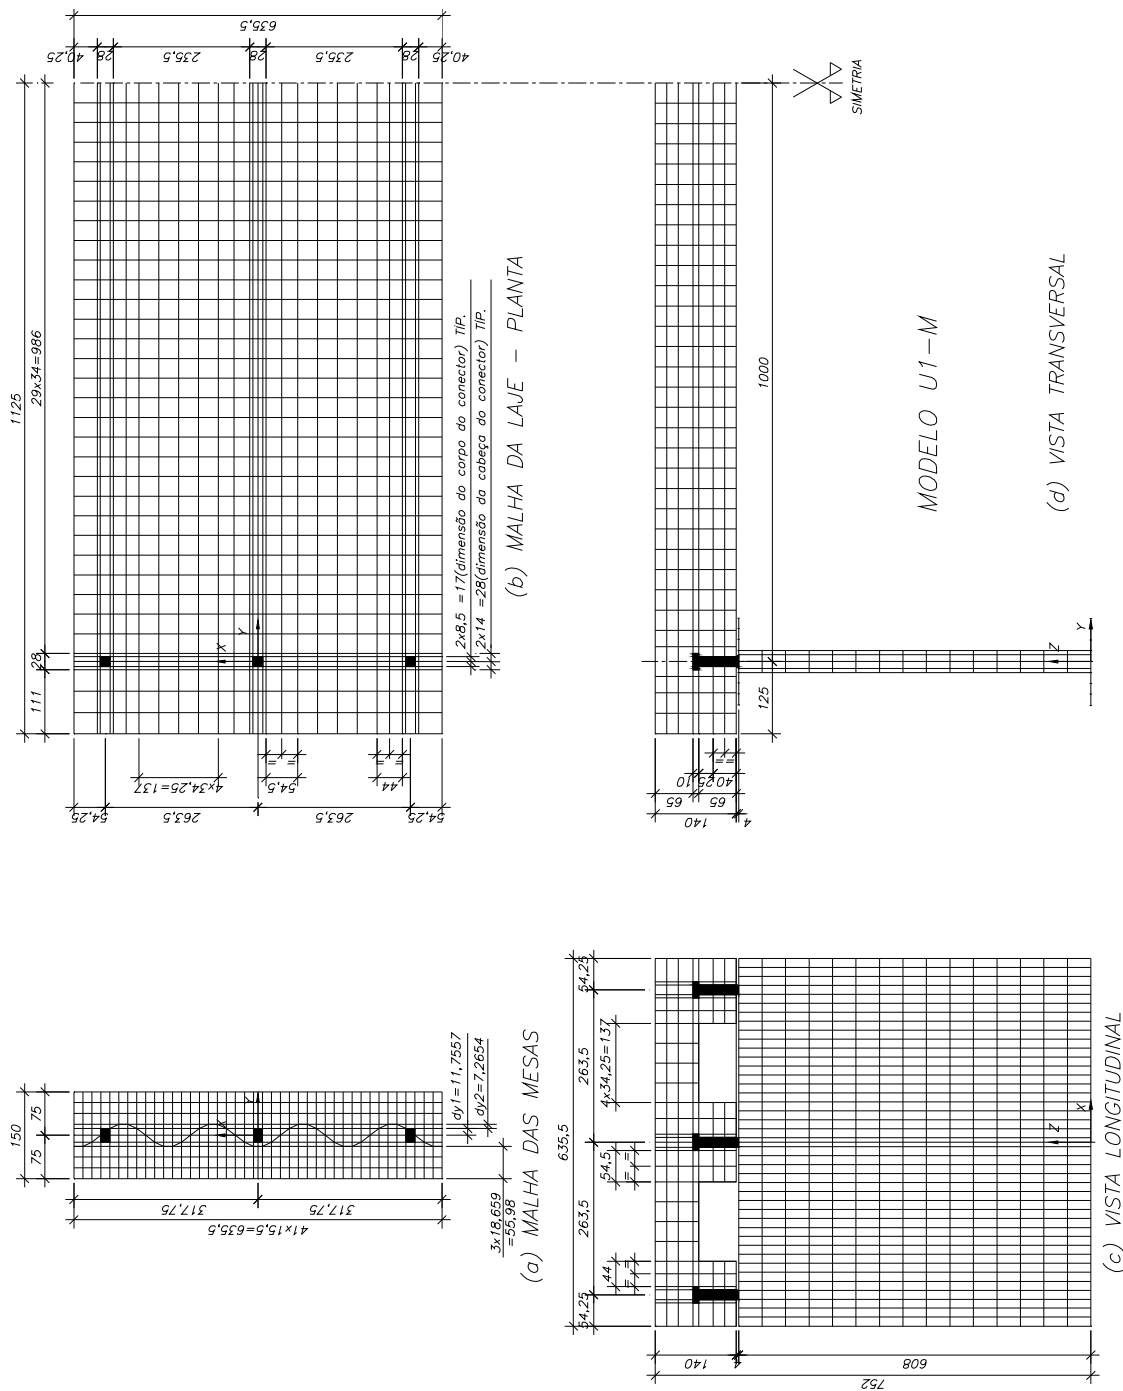 1125
29x34=986
28
111
40,25
28
235,5
28
235,5
28
40,25
635,5
X
Y
54,25
263,5
263,5
54,25
4x34,25=137
54,5
= =
44
= =
2x8,5 =17(dimensão do corpo do conector) TIP.
2x14 =28(dimensão da cabeça do conector) TIP.
(b) MALHA DA LAJE - PLANTA
SIMETRIA
65
65
140
4
10
40,25
= =
125
1000
Z
Y
MODELO U1-M
(d) VISTA TRANSVERSAL
150
75
75
X
Y
317,75
317,75
41x15,5=635,5
3x18,659
=55,98
dy1=11,7557
dy2=7,2654
(a) MALHA DAS MESAS
635,5
54,25
263,5
263,5
54,25
44
= =
54,5
= =
4x34,25=137
140
4
608
752
Z
X
(c) VISTA LONGITUDINAL